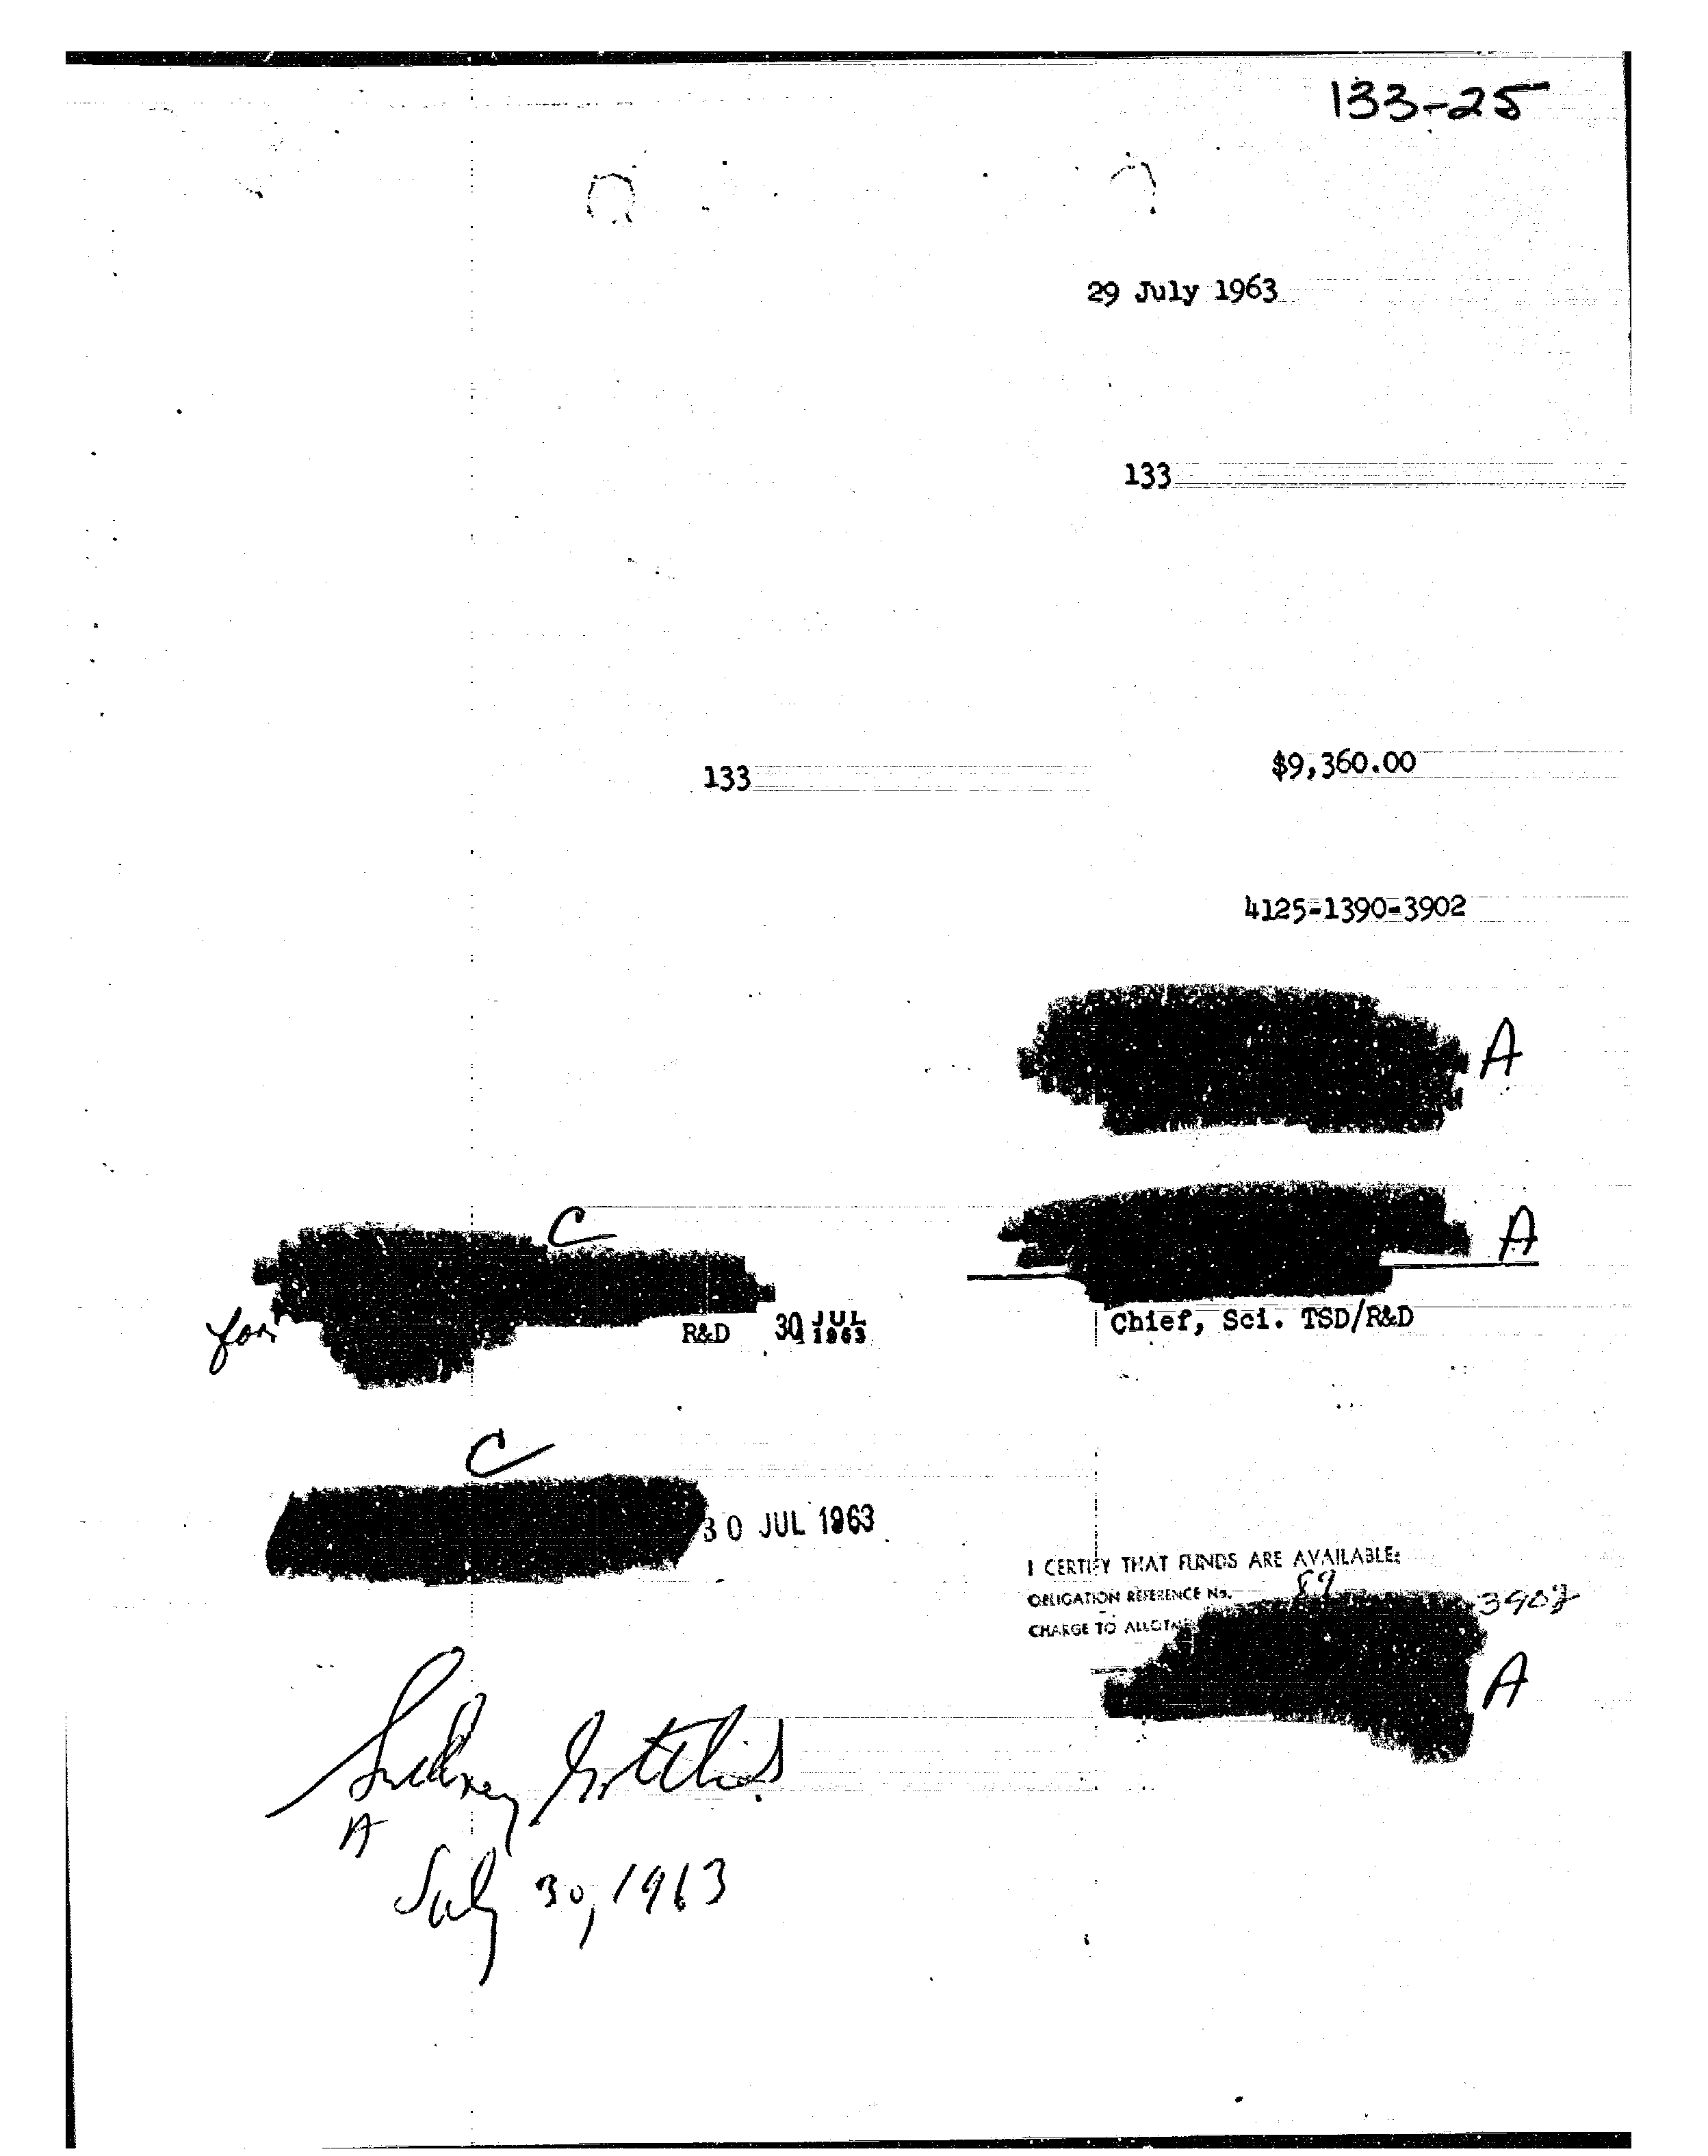 133-25
29 July 1963
133
133
$9,360.00
4125-1390-3902
A
C
A
for
R&D
30 JUL 1963
Chief, Sci. TSD/R&D
C
30 JUL 1963
I CERTIFY THAT FUNDS ARE AVAILABLE:
OBLIGATION REFERENCE No. 89
CHARGE TO
3902
A
Sidney Gottlieb
A
July 30, 1963